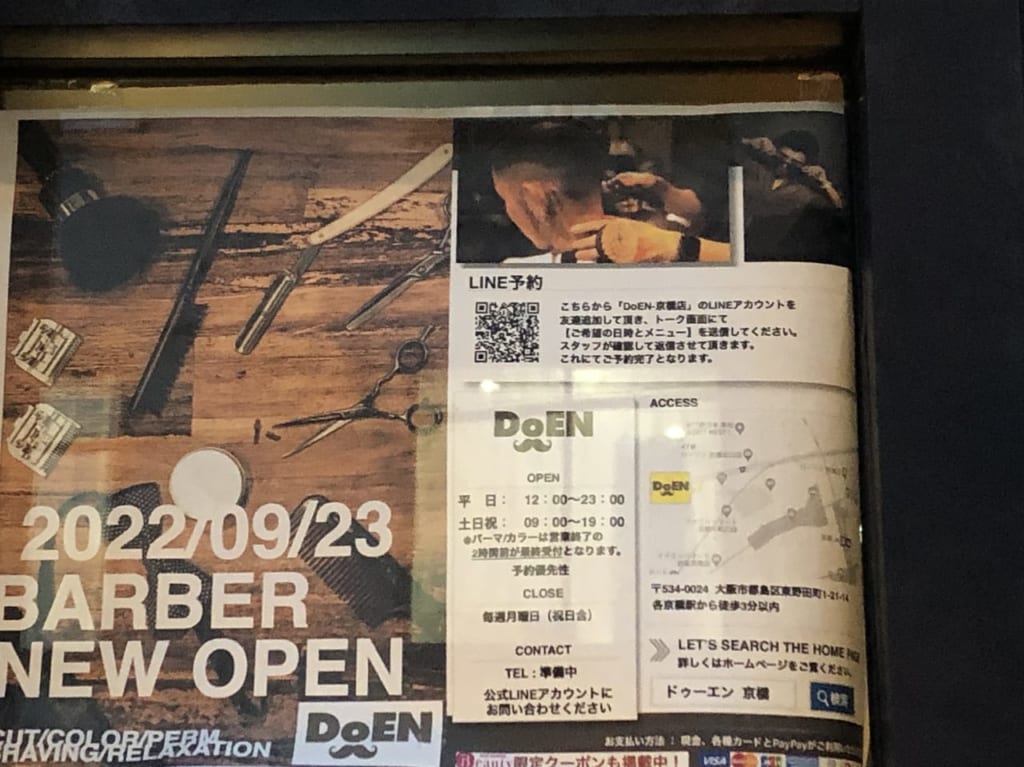 LINE予約
こちらから「DoEN-京橋店」のLINEアカウントを
友達追加して頂き、トーク画面にて
【ご希望の日時とメニュー】を送信してください。
スタッフが確認して返信させて頂きます。
これにてご予約完了となります。
DoEN
OPEN
平 日： 12：00～23：00
土日祝： 09：00～19：00
※パーマ/カラーは営業終了の
2時間前が最終受付となります。
予約優先性
CLOSE
毎週月曜日（祝日含）
CONTACT
TEL：準備中
公式LINEアカウントに
お問い合わせください
ACCESS
DoEN
〒534-0024 大阪市都島区東野田町1-21-14
各京橋駅から徒歩3分以内
LET'S SEARCH THE HOME
詳しくはホームページをご覧ください。
ドゥーエン 京橋
検索
2022/09/23
BARBER
NEW OPEN
CUT/COLOR/PERM
SHAVING/RELAXATION
DoEN
お支払い方法：現金、各種カードとPayPayがご利用
Beauty限定クーポンも掲載中！
VISA